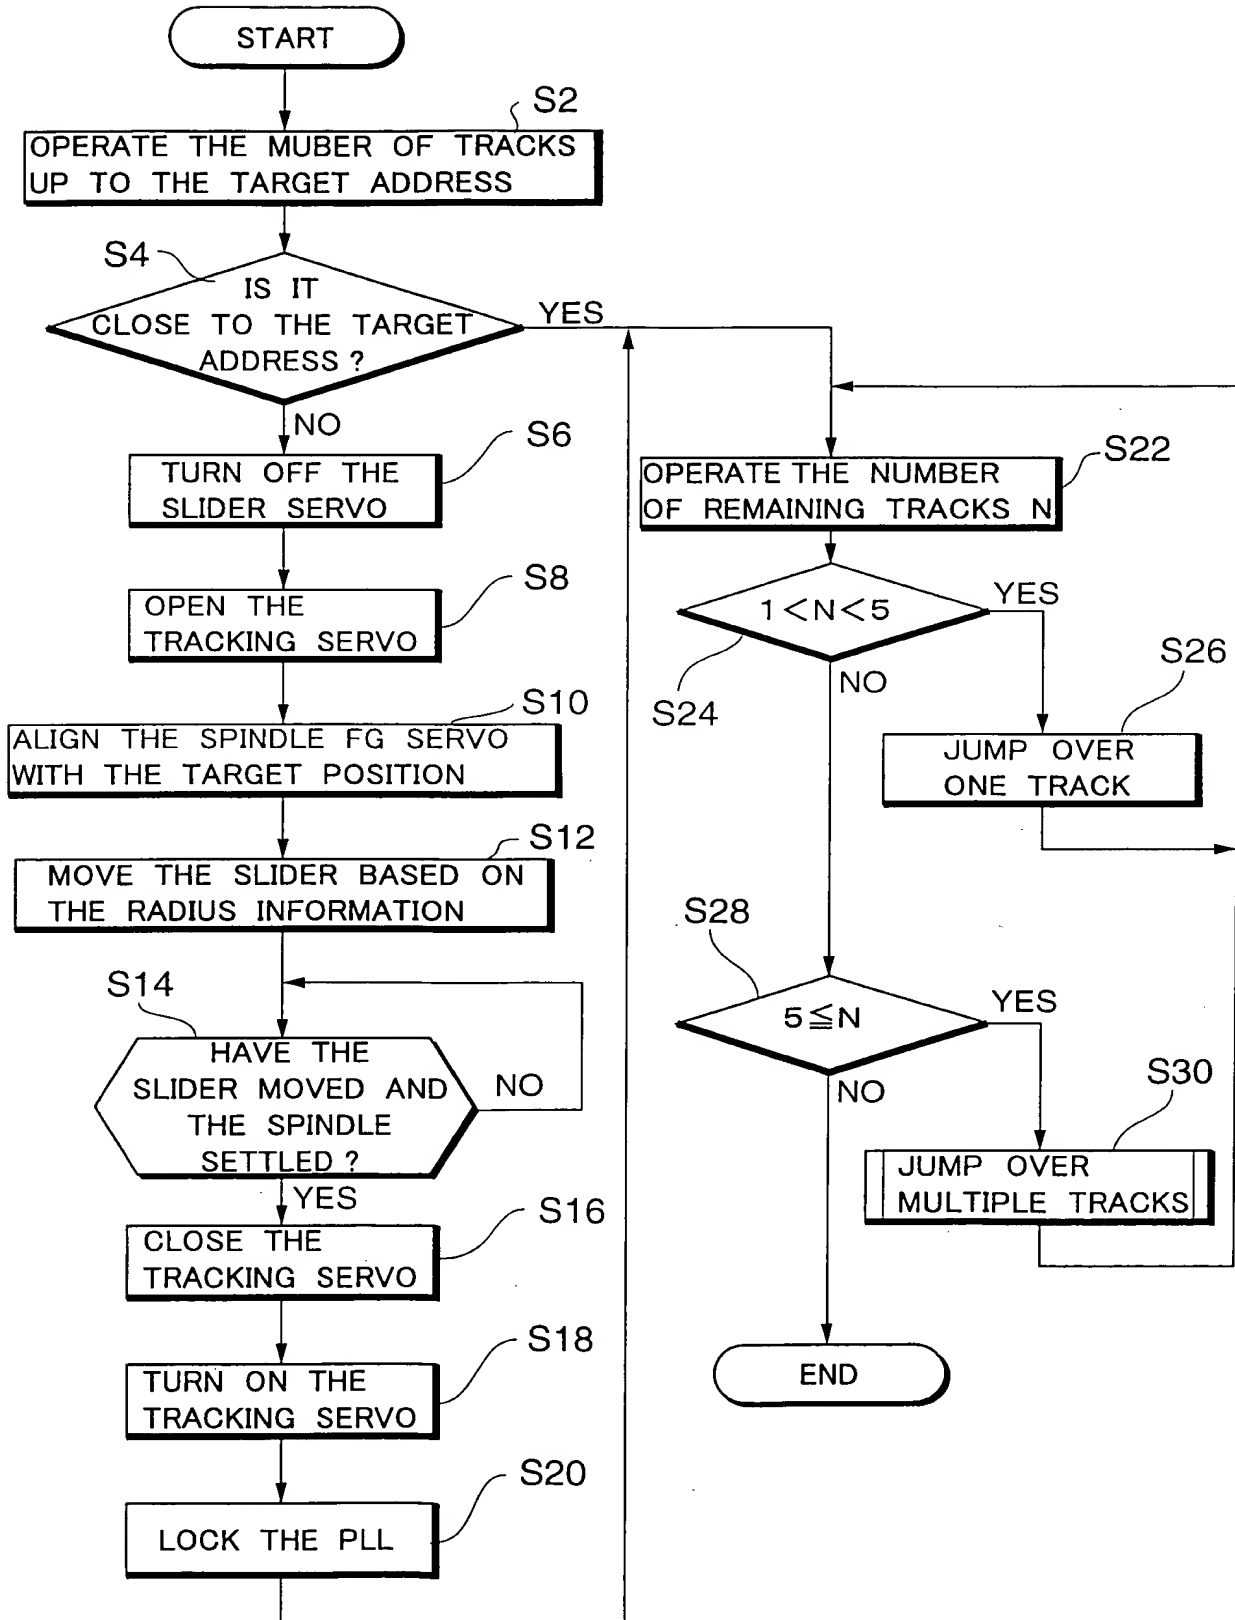 START
S2
OPERATE THE MUBER OF TRACKS
UP TO THE TARGET ADDRESS
S4
IS IT
CLOSE TO THE TARGET
ADDRESS ?
YES
NO
S6
TURN OFF THE
SLIDER SERVO
S8
OPEN THE
TRACKING SERVO
S10
ALIGN THE SPINDLE FG SERVO
WITH THE TARGET POSITION
S12
MOVE THE SLIDER BASED ON
THE RADIUS INFORMATION
S14
HAVE THE
SLIDER MOVED AND
THE SPINDLE
SETTLED ?
NO
YES
S16
CLOSE THE
TRACKING SERVO
S18
TURN ON THE
TRACKING SERVO
S20
LOCK THE PLL
S22
OPERATE THE NUMBER
OF REMAINING TRACKS N
1 < N < 5
YES
S24
NO
S26
JUMP OVER
ONE TRACK
S28
5 ≦ N
YES
NO
S30
JUMP OVER
MULTIPLE TRACKS
END